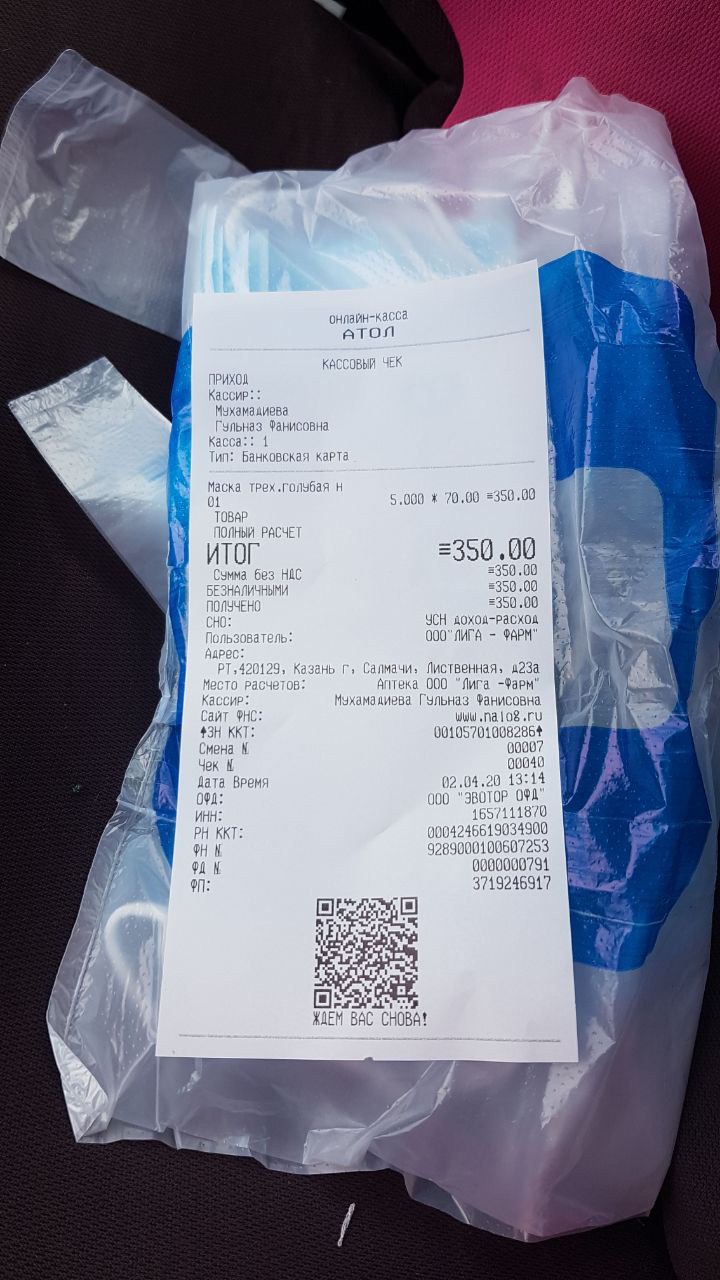 онлайн-касса
АТОЛ
КАССОВЫЙ ЧЕК
ПРИХОД
Кассир::
Мухамадиева
Гульназ Фанисовна
Касса:: 1
Тип: Банковская карта
Маска трех.голубая н
01 5.000 * 70.00 ≡350.00
ТОВАР
ПОЛНЫЙ РАСЧЕТ
ИТОГ ≡350.00
Сумма без НДС ≡350.00
БЕЗНАЛИЧНЫМИ ≡350.00
ПОЛУЧЕНО ≡350.00
СНО: УСН доход-расход
Пользователь: ООО"ЛИГА - ФАРМ"
Адрес:
РТ,420129, Казань г, Салмачи, Лиственная, д23а
Место расчетов: Аптека ООО "Лига -Фарм"
Кассир: Мухамадиева Гульназ Фанисовна
Сайт ФНС: www.nalog.ru
↑ЗН ККТ: 00105701008286↑
Смена № 00007
Чек № 00040
Дата Время 02.04.20 13:14
ОФД: ООО "ЭВОТОР ОФД"
ИНН: 1657111870
РН ККТ: 0004246619034900
ФН № 9289000100607253
ФД № 0000000791
ФП: 3719246917
ЖДЕМ ВАС СНОВА!